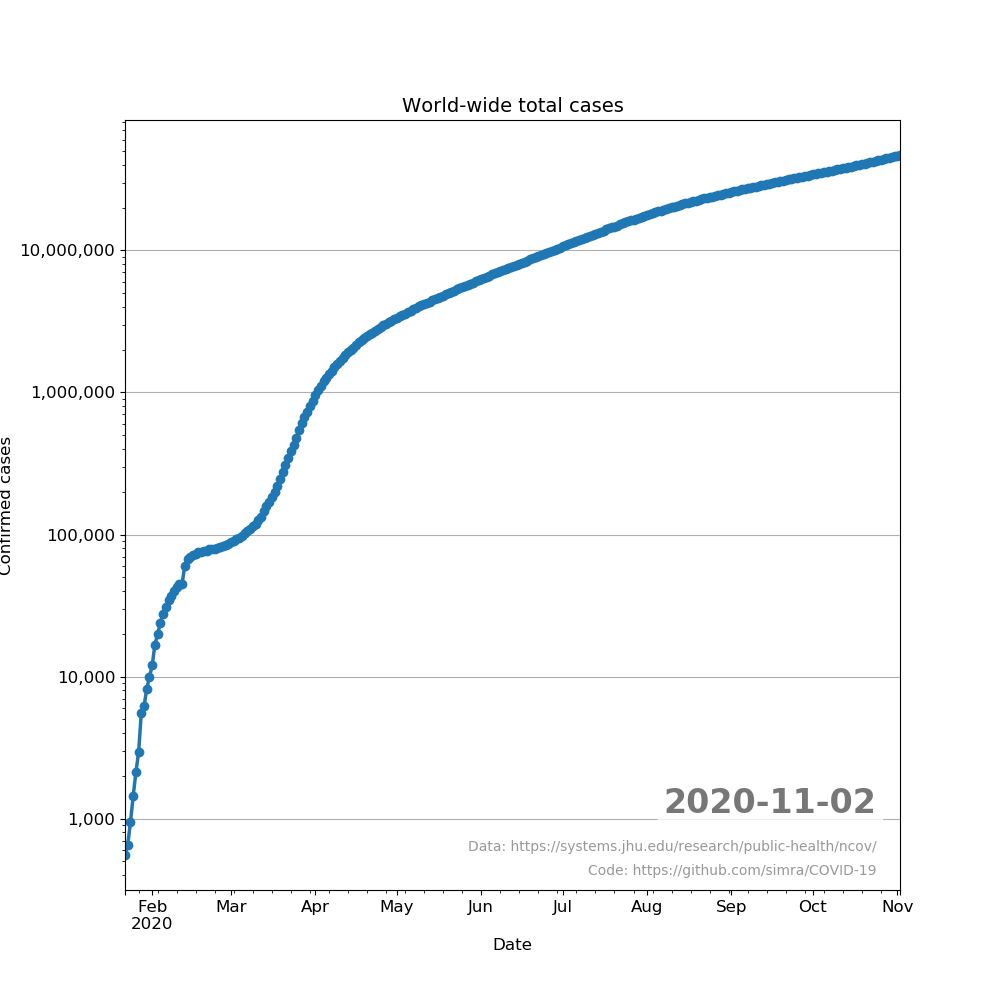 World-wide total cases
10,000,000
1,000,000
100,000
10,000
1,000
Confirmed cases
2020-11-02
Data: https://systems.jhu.edu/research/public-health/ncov/
Code: https://github.com/simra/COVID-19
Feb Mar Apr May Jun Jul Aug Sep Oct Nov
2020
Date